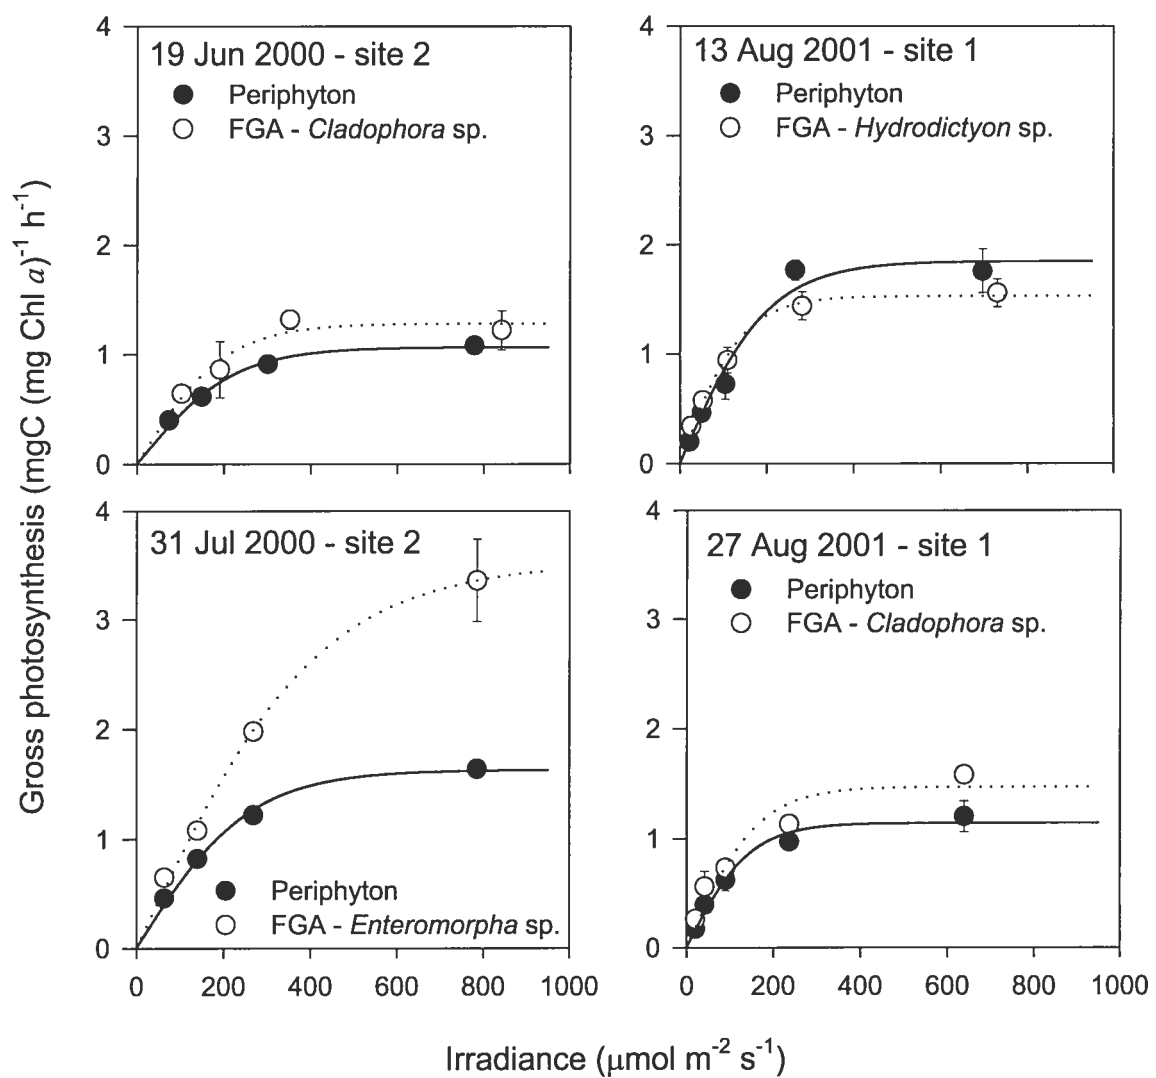 Gross photosynthesis (mgC (mg Chl a)⁻¹ h⁻¹)
4
3
2
1
0
19 Jun 2000 - site 2
Periphyton
FGA - Cladophora sp.
4
3
2
1
0
13 Aug 2001 - site 1
Periphyton
FGA - Hydrodictyon sp.
4
3
2
1
0
31 Jul 2000 - site 2
Periphyton
FGA - Enteromorpha sp.
0 200 400 600 800 1000
4
3
2
1
0
27 Aug 2001 - site 1
Periphyton
FGA - Cladophora sp.
0 200 400 600 800 1000
Irradiance (μmol m⁻² s⁻¹)